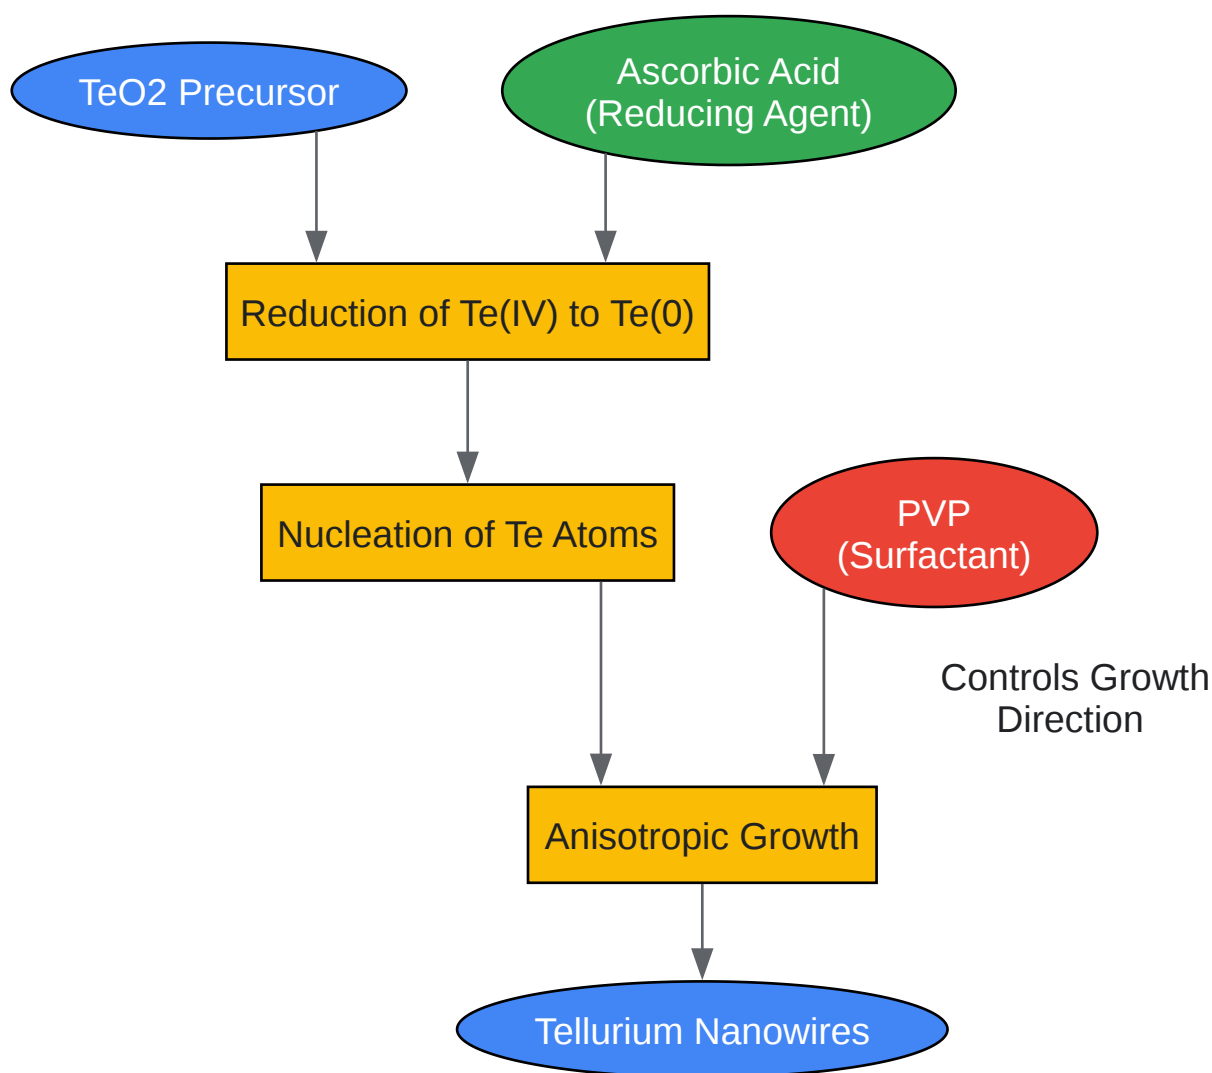 TeO2 Precursor
Ascorbic Acid
(Reducing Agent)
Reduction of Te(IV) to Te(0)
Nucleation of Te Atoms
PVP
(Surfactant)
Controls Growth
Direction
Anisotropic Growth
Tellurium Nanowires